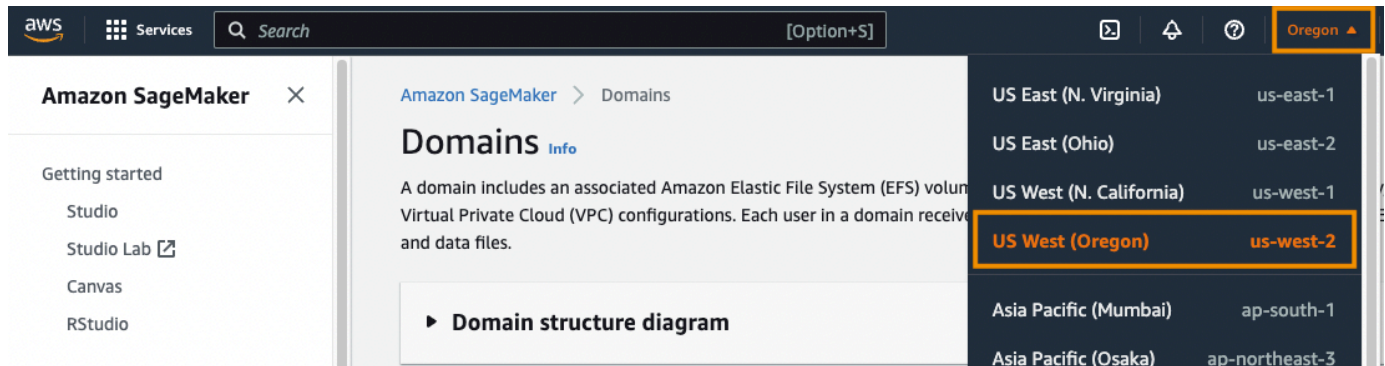 aws Services Search [Option+S] Oregon
Amazon SageMaker
Getting started
Studio
Studio Lab
Canvas
RStudio
Amazon SageMaker > Domains
Domains Info
A domain includes an associated Amazon Elastic File System (EFS)
Virtual Private Cloud (VPC) configurations. Each user in a domain
and data files.
Domain structure diagram
US East (N. Virginia) us-east-1
US East (Ohio) us-east-2
US West (N. California) us-west-1
US West (Oregon) us-west-2
Asia Pacific (Mumbai) ap-south-1
Asia Pacific (Osaka) ap-northeast-3